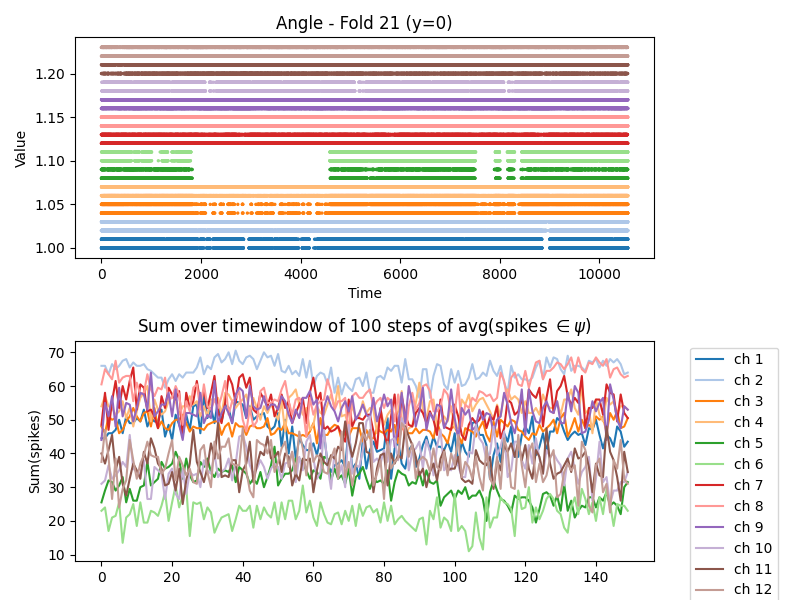 Angle - Fold 21 (y=0)
Value
1.20
1.15
1.10
1.05
1.00
0 2000 4000 6000 8000 10000
Time
Sum over timewindow of 100 steps of avg(spikes ∈ψ)
Sum(spikes)
70
60
50
40
30
20
10
0 20 40 60 80 100 120 140
ch 1
ch 2
ch 3
ch 4
ch 5
ch 6
ch 7
ch 8
ch 9
ch 10
ch 11
ch 12